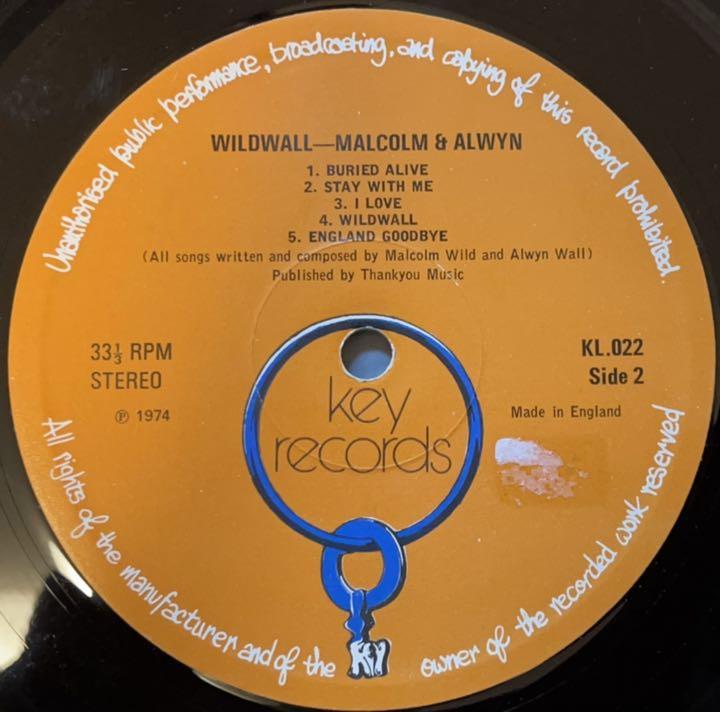 Unauthorised public performance, broadcasting, and copying of this record prohibited.
WILDWALL—MALCOLM & ALWYN
1. BURIED ALIVE
2. STAY WITH ME
3. I LOVE
4. WILDWALL
5. ENGLAND GOODBYE
(All songs written and composed by Malcolm Wild and Alwyn Wall)
Published by Thankyou Music
33⅓ RPM
STEREO
℗ 1974
KL.022
Side 2
Made in England
key
records
All rights of the manufacturer and of the owner of the recorded work reserved
KEY